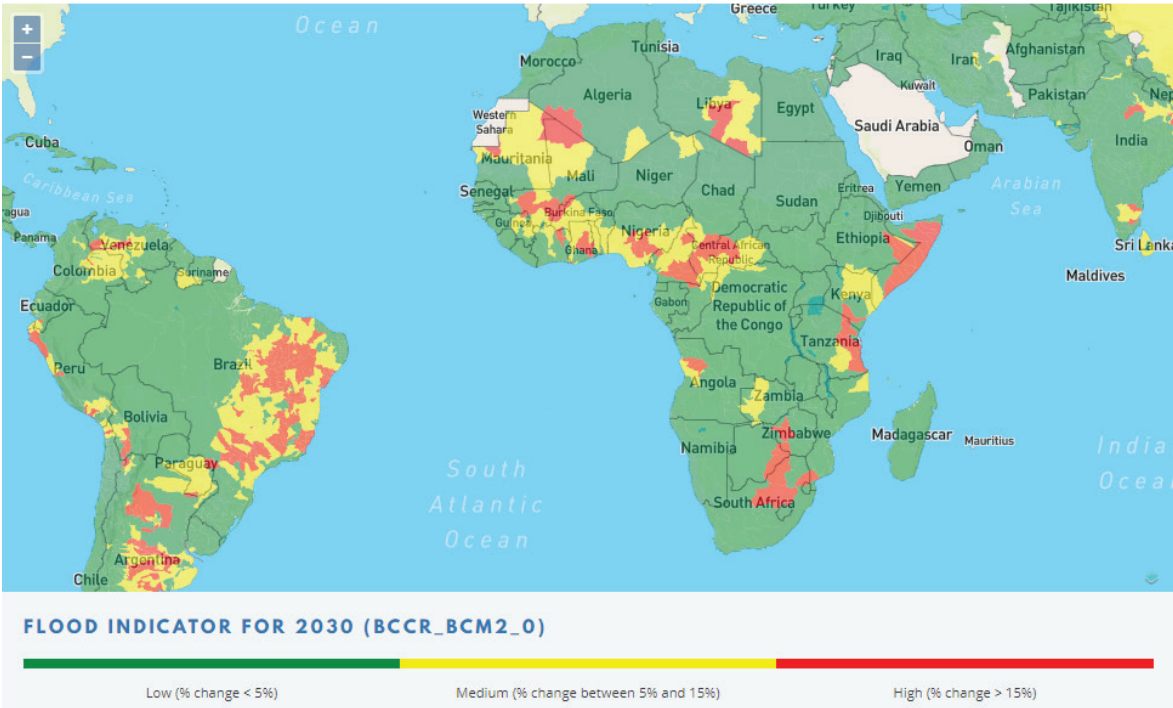 Greece
Turkey
Tajikistan
Ocean
+
−
Tunisia
Morocco
Iraq
Iran
Afghanistan
Kuwait
Algeria
Libya
Egypt
Pakistan
Western
Sahara
Saudi Arabia
Cuba
India
Oman
Mauritania
Mali
Niger
Chad
Caribbean Sea
Senegal
Sudan
Eritrea
Yemen
Arabian
Sea
Burkina Faso
Djibouti
Guinea
Nigeria
Panama
Venezuela
Ghana
Central African
Republic
Ethiopia
Sri Lanka
Colombia
Suriname
Maldives
Democratic
Republic of
the Congo
Kenya
Gabon
Ecuador
Tanzania
Peru
Brazil
Angola
Zambia
Bolivia
Zimbabwe
Madagascar
Mauritius
Namibia
Paraguay
South
Atlantic
Ocean
South Africa
Argentina
Chile
FLOOD INDICATOR FOR 2030 (BCCR_BCM2_0)
Low (% change < 5%)
Medium (% change between 5% and 15%)
High (% change > 15%)